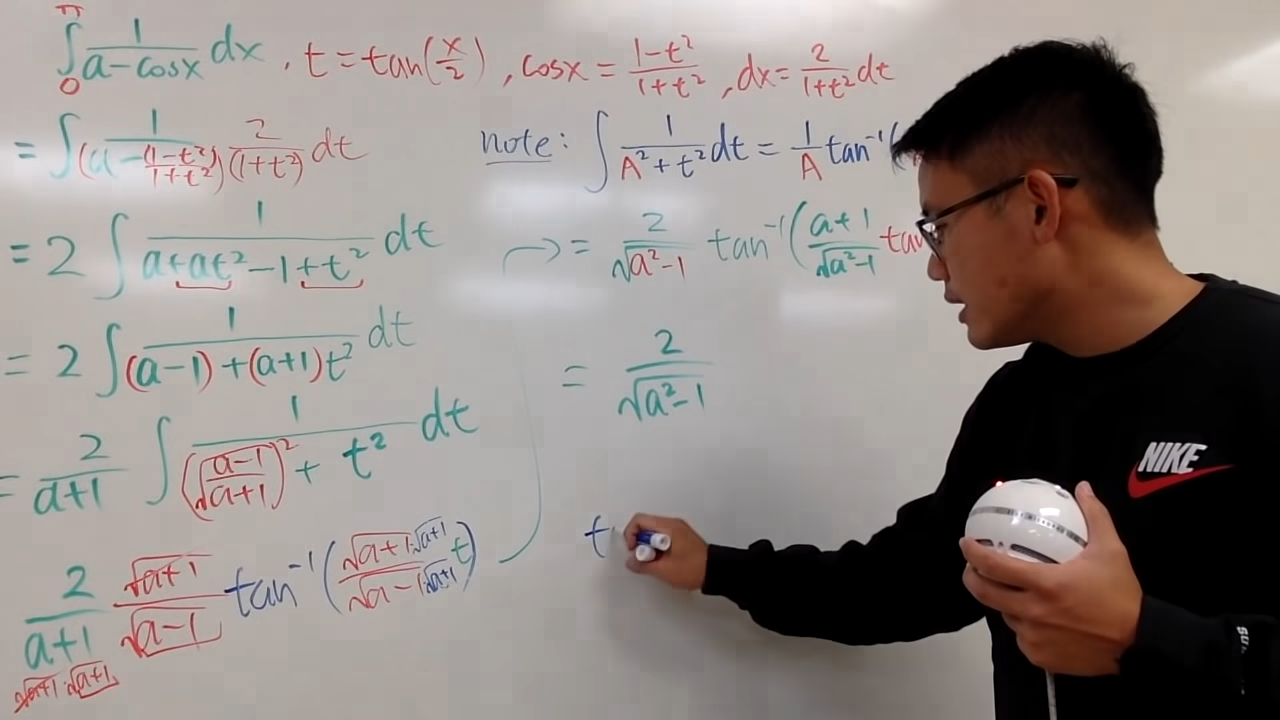 ∫₀^π 1/(a-cosx) dx , t = tan(x/2) , cosx = (1-t²)/(1+t²) , dx = 2/(1+t²) dt
= ∫ 1/(a - (1-t²)/(1+t²)) 2/(1+t²) dt
note: ∫ 1/(A²+t²) dt = 1/A tan⁻¹(
= 2 ∫ 1/(a+at²-1+t²) dt
= 2/√(a²-1) tan⁻¹( (a+1)/√(a²-1) tan
= 2 ∫ 1/((a-1)+(a+1)t²) dt
= 2/√(a²-1)
= 2/(a+1) ∫ 1/((√(a-1)/√(a+1))² + t²) dt
t
2/(a+1) √(a+1)/√(a-1) tan⁻¹( (√(a+1)·√(a+1))/(√(a-1)·√(a+1)) t )
√(a+1)·√(a+1)
NIKE